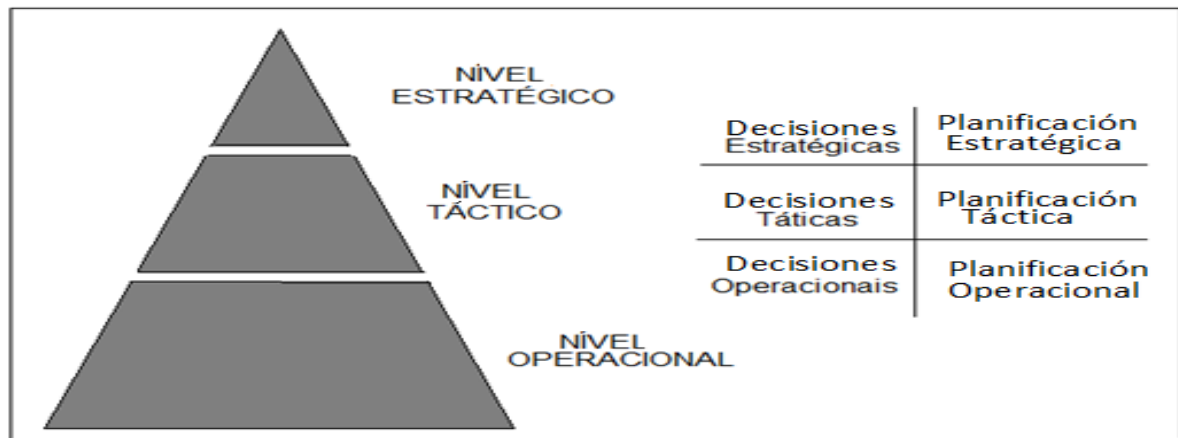 NÍVEL
ESTRATÉGICO
NÍVEL
TÁCTICO
NÍVEL
OPERACIONAL
Decisiones
Estratégicas
Planificación
Estratégica
Decisiones
Táticas
Planificación
Táctica
Decisiones
Operacionais
Planificación
Operacional